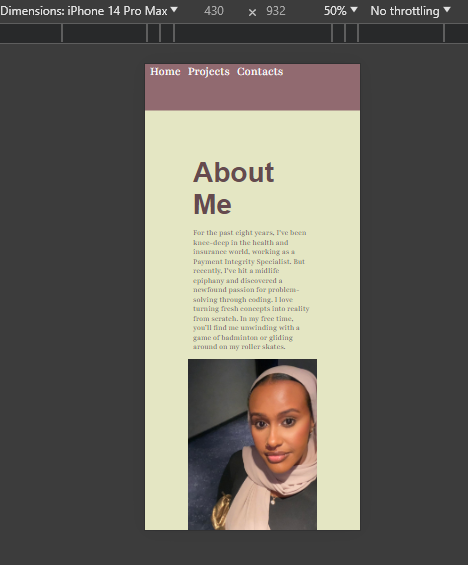 Dimensions: iPhone 14 Pro Max 430 × 932 50% No throttling
Home Projects Contacts
About
Me
For the past eight years, I've been
knee-deep in the health and
insurance world, working as a
Payment Integrity Specialist. But
recently, I've hit a midlife
epiphany and discovered a
newfound passion for problem-
solving through coding. I love
turning fresh concepts into reality
from scratch. In my free time,
you'll find me unwinding with a
game of badminton or gliding
around on my roller skates.